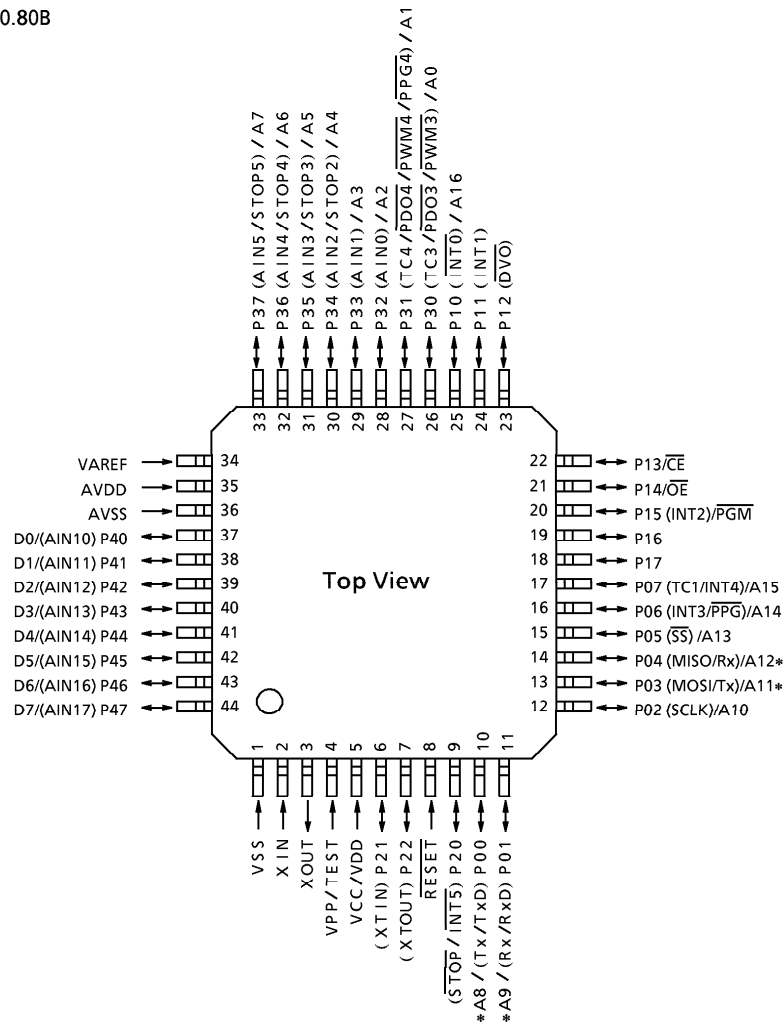 0.80B
P37 (AIN5/STOP5) / A7
P36 (AIN4/STOP4) / A6
P35 (AIN3/STOP3) / A5
P34 (AIN2/STOP2) / A4
P33 (AIN1) / A3
P32 (AIN0) / A2
P31 (TC4/PDO4/PWM4/PPG4) / A1
P30 (TC3/PDO3/PWM3) / A0
P10 (INT0) / A16
P11 (INT1)
P12 (DVO)
33 32 31 30 29 28 27 26 25 24 23
VAREF 34
AVDD 35
AVSS 36
D0/(AIN10) P40 37
D1/(AIN11) P41 38
D2/(AIN12) P42 39
D3/(AIN13) P43 40
D4/(AIN14) P44 41
D5/(AIN15) P45 42
D6/(AIN16) P46 43
D7/(AIN17) P47 44
Top View
22 P13/CE
21 P14/OE
20 P15 (INT2)/PGM
19 P16
18 P17
17 P07 (TC1/INT4)/A15
16 P06 (INT3/PPG)/A14
15 P05 (SS) /A13
14 P04 (MISO/Rx)/A12*
13 P03 (MOSI/Tx)/A11*
12 P02 (SCLK)/A10
1 2 3 4 5 6 7 8 9 10 11
VSS
XIN
XOUT
VPP/TEST
VCC/VDD
(XTIN) P21
(XTOUT) P22
RESET
(STOP/INT5) P20
*A8/(Tx/TxD) P00
*A9/(Rx/RxD) P01